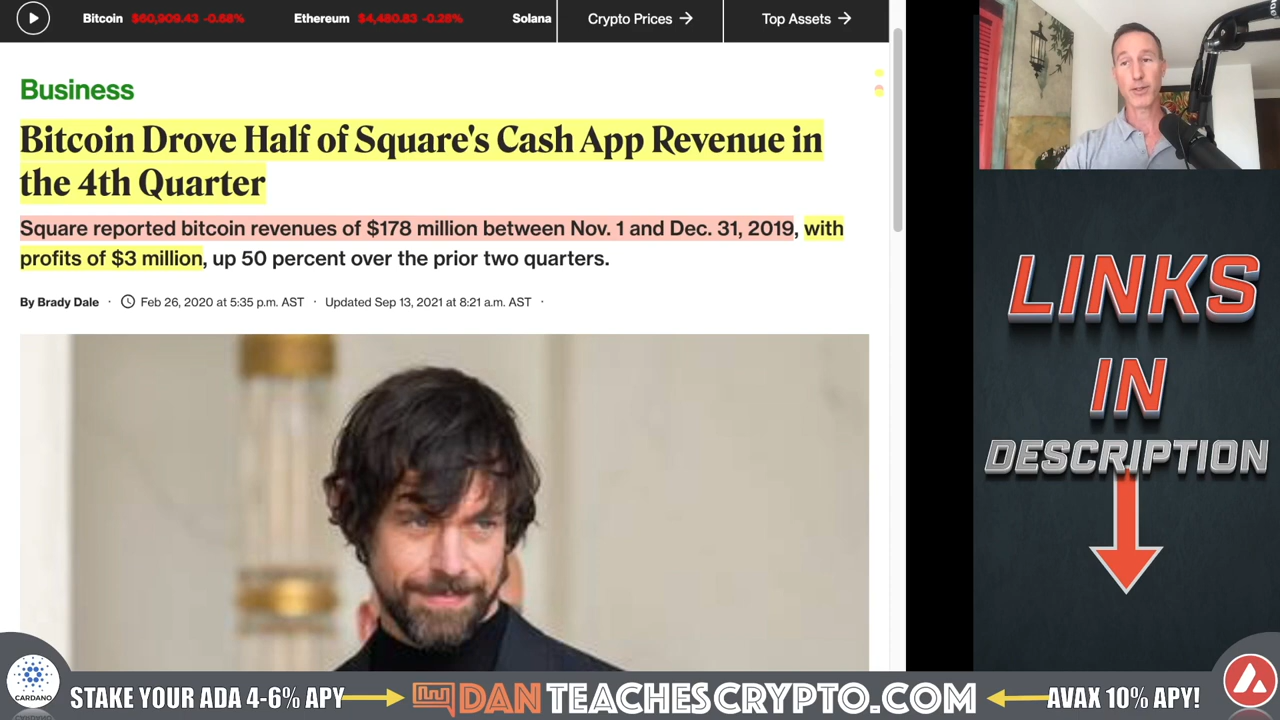 Bitcoin $60,909.43 -0.68% Ethereum $4,480.83 -0.28% Solana Crypto Prices → Top Assets →
Business
Bitcoin Drove Half of Square's Cash App Revenue in
the 4th Quarter
Square reported bitcoin revenues of $178 million between Nov. 1 and Dec. 31, 2019, with
profits of $3 million, up 50 percent over the prior two quarters.
By Brady Dale · Feb 26, 2020 at 5:35 p.m. AST · Updated Sep 13, 2021 at 8:21 a.m. AST ·
LINKS
IN
DESCRIPTION
CARDANO
STAKE YOUR ADA 4-6% APY DANTEACHESCRYPTO.COM AVAX 10% APY!